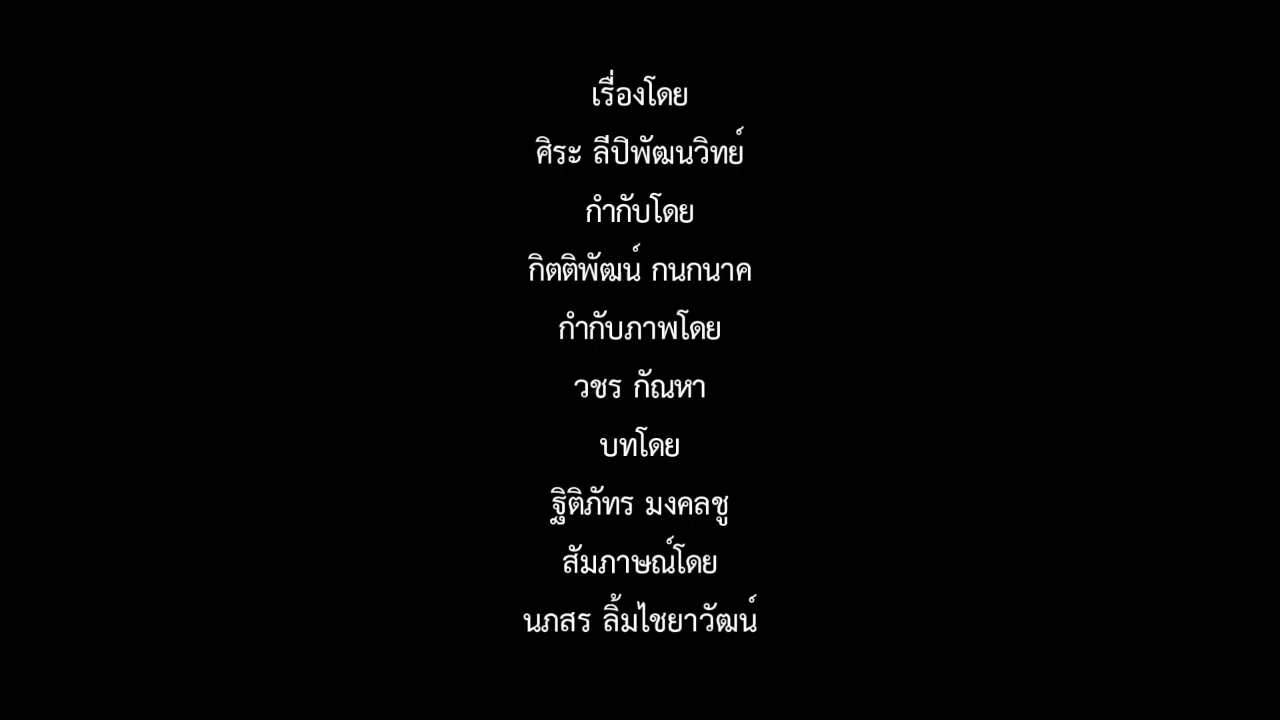 เรื่องโดย
ศิระ ลีปิพัฒนวิทย์
กำกับโดย
กิตติพัฒน์ กนกนาค
กำกับภาพโดย
วชร กัณหา
บทโดย
ฐิติภัทร มงคลชู
สัมภาษณ์โดย
นภสร ลิ้มไชยาวัฒน์